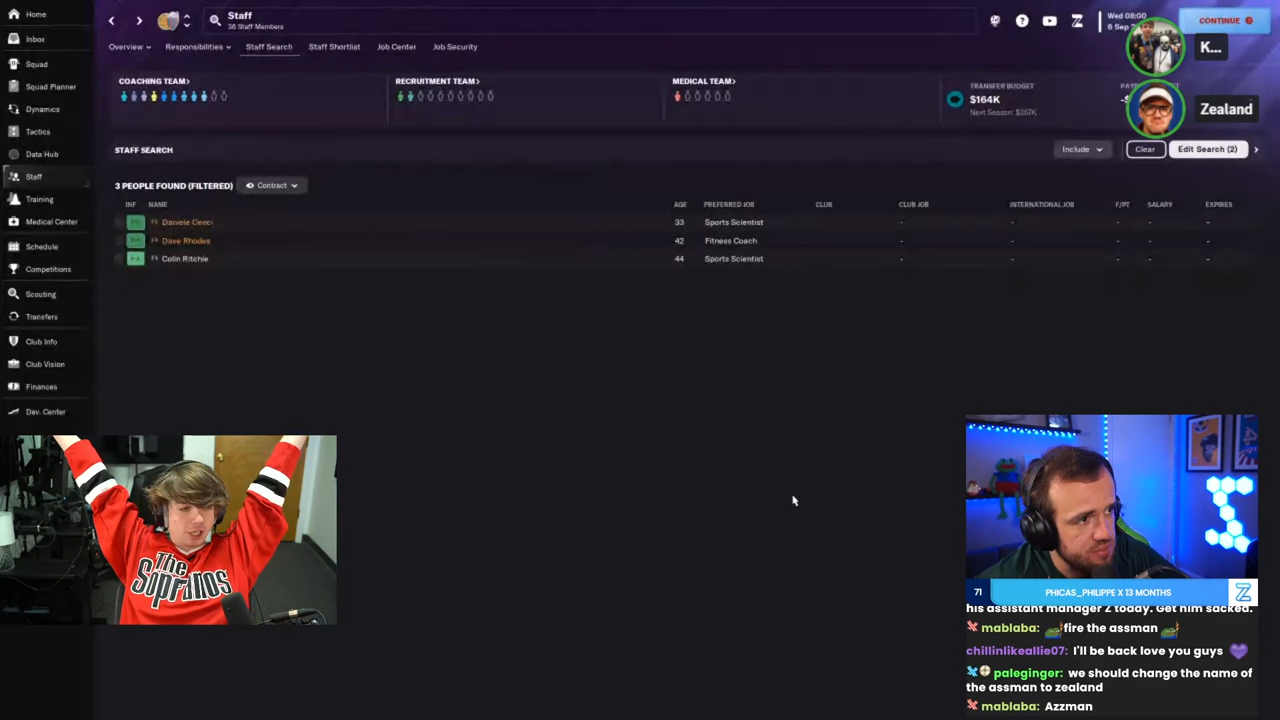 Home
Inbox
Squad
Squad Planner
Dynamics
Tactics
Data Hub
Staff
Training
Medical Center
Schedule
Competitions
Scouting
Transfers
Club Info
Club Vision
Finances
Dev. Center
Staff
36 Staff Members
Wed 08:00
6 Sep
CONTINUE
K...
Zealand
Overview
Responsibilities
Staff Search
Staff Shortlist
Job Center
Job Security
COACHING TEAM>
RECRUITMENT TEAM>
MEDICAL TEAM>
TRANSFER BUDGET
$164K
Next Season: $267K
STAFF SEARCH
Include
Clear
Edit Search (2)
3 PEOPLE FOUND (FILTERED)
Contract
INF NAME AGE PREFERRED JOB CLUB CLUB JOB INTERNATIONAL JOB F/PT SALARY EXPIRES
Daniele Cenci 33 Sports Scientist - - - - -
Dave Rhodes 42 Fitness Coach - - - - -
Colin Ritchie 44 Sports Scientist - - - - -
The
Sopranos
71 PHICAS_PHILIPPE X 13 MONTHS Z
his assistant manager Z today. Get him sacked.
mablaba: fire the assman
chillinlikeallie07: I'll be back love you guys
paleginger: we should change the name of
the assman to zealand
mablaba: Azzman